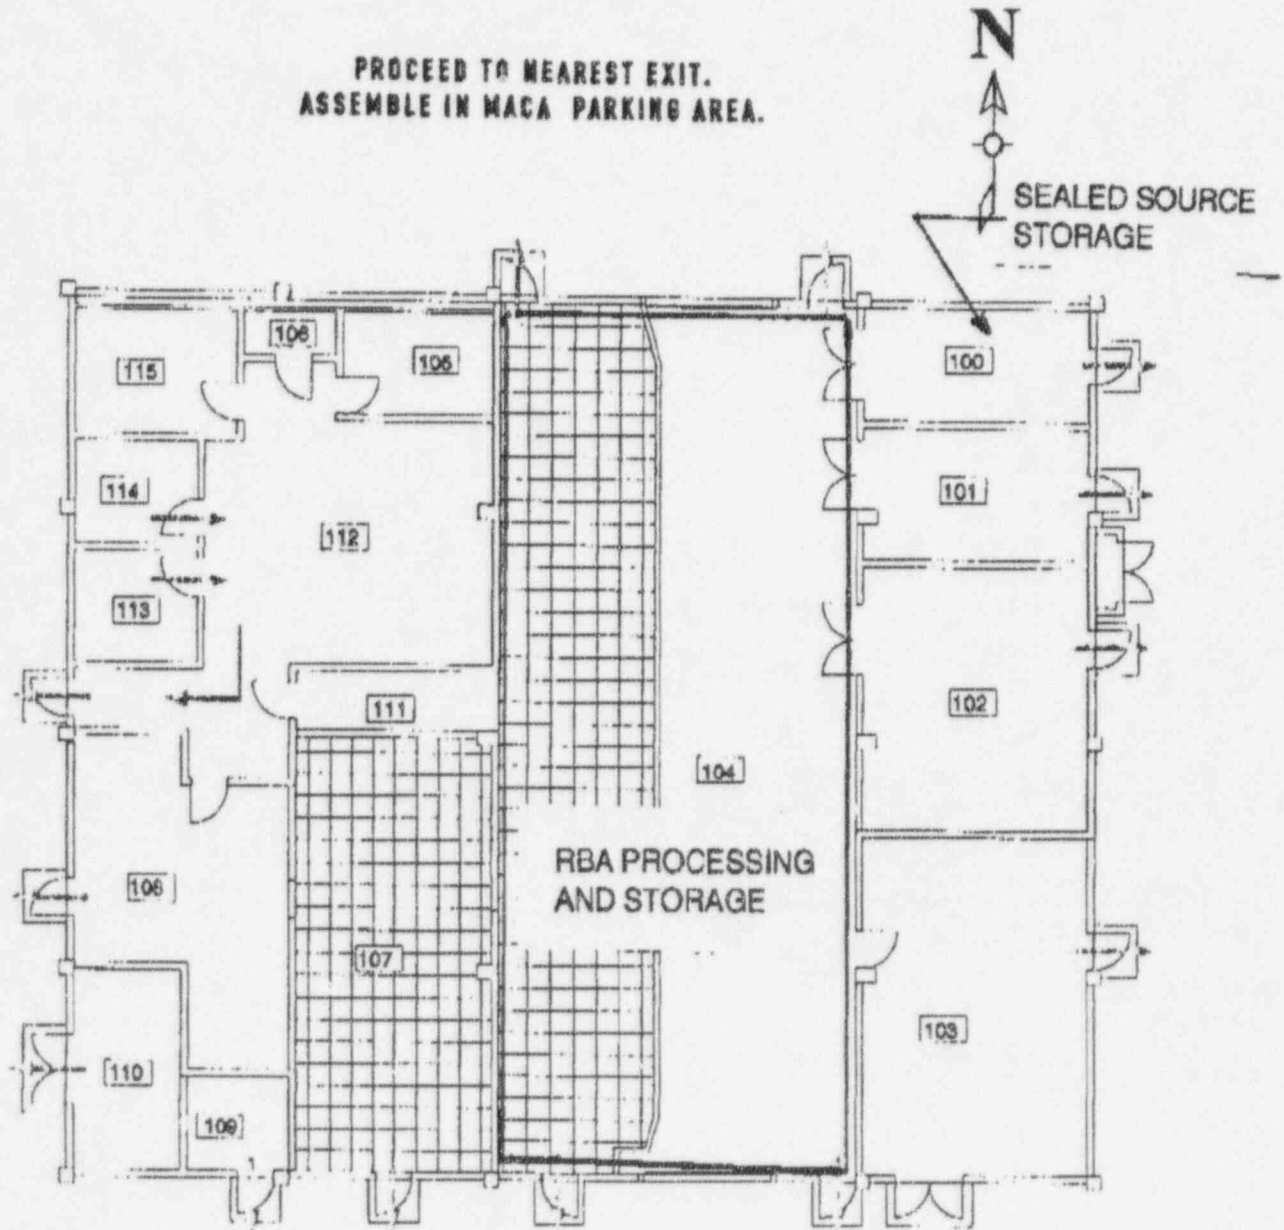 N
PROCEED TO NEAREST EXIT.
ASSEMBLE IN MACA PARKING AREA.
SEALED SOURCE
STORAGE
106
115
105
100
114
101
112
113
111
102
104
RBA PROCESSING
AND STORAGE
106
107
103
110
109